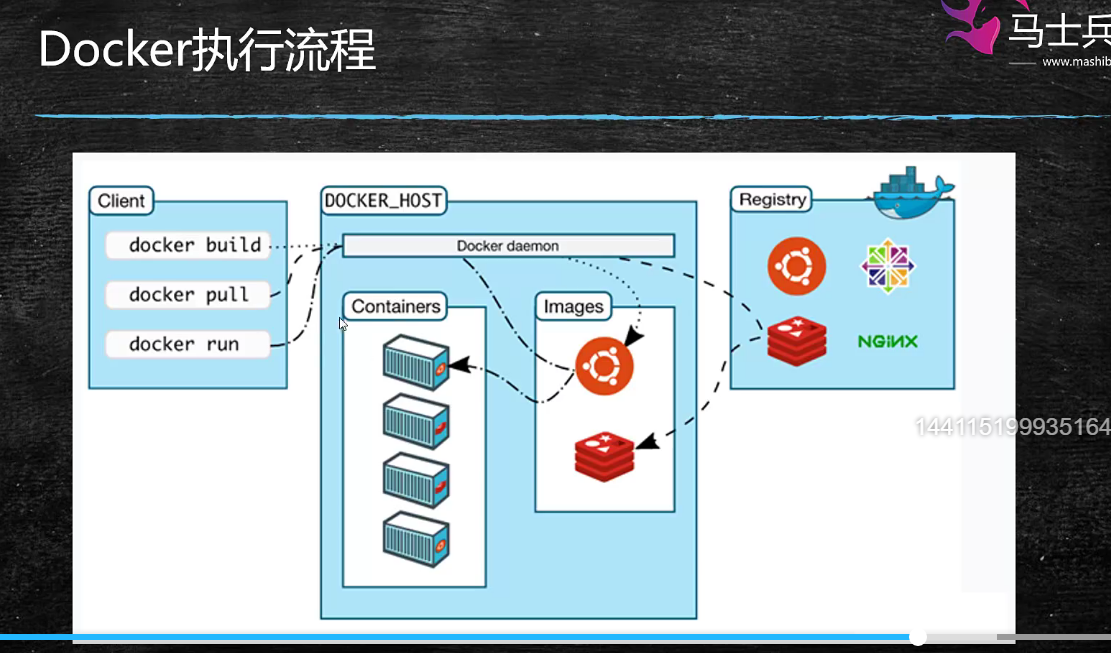 Docker执行流程
马士兵
www.mashib
Client
docker build
docker pull
docker run
DOCKER_HOST
Docker daemon
Containers
Images
Registry
NGiNX
144115199935164